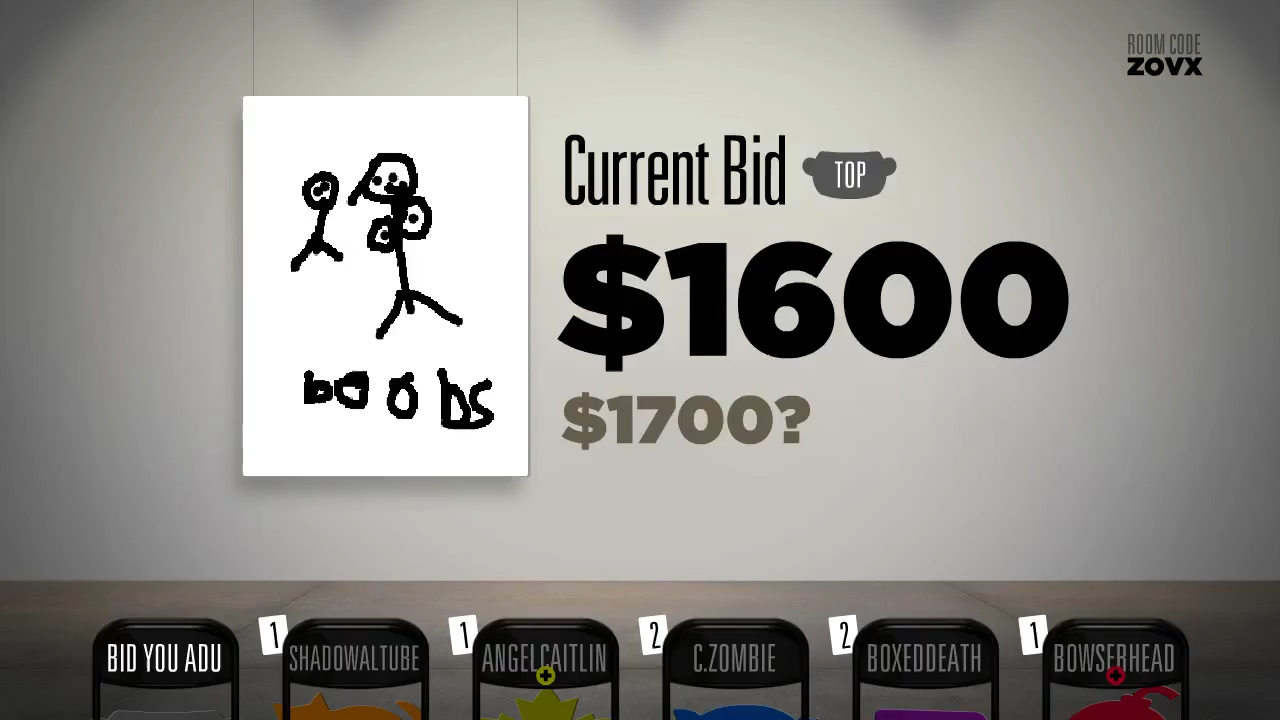 ROOM CODE
ZOVX
Current Bid TOP
$1600
$1700?
boobs
BID YOU ADU
1 SHADOWALTUBE
1 ANGELCAITLIN
2 C.ZOMBIE
2 BOXEDDEATH
1 BOWSERHEAD